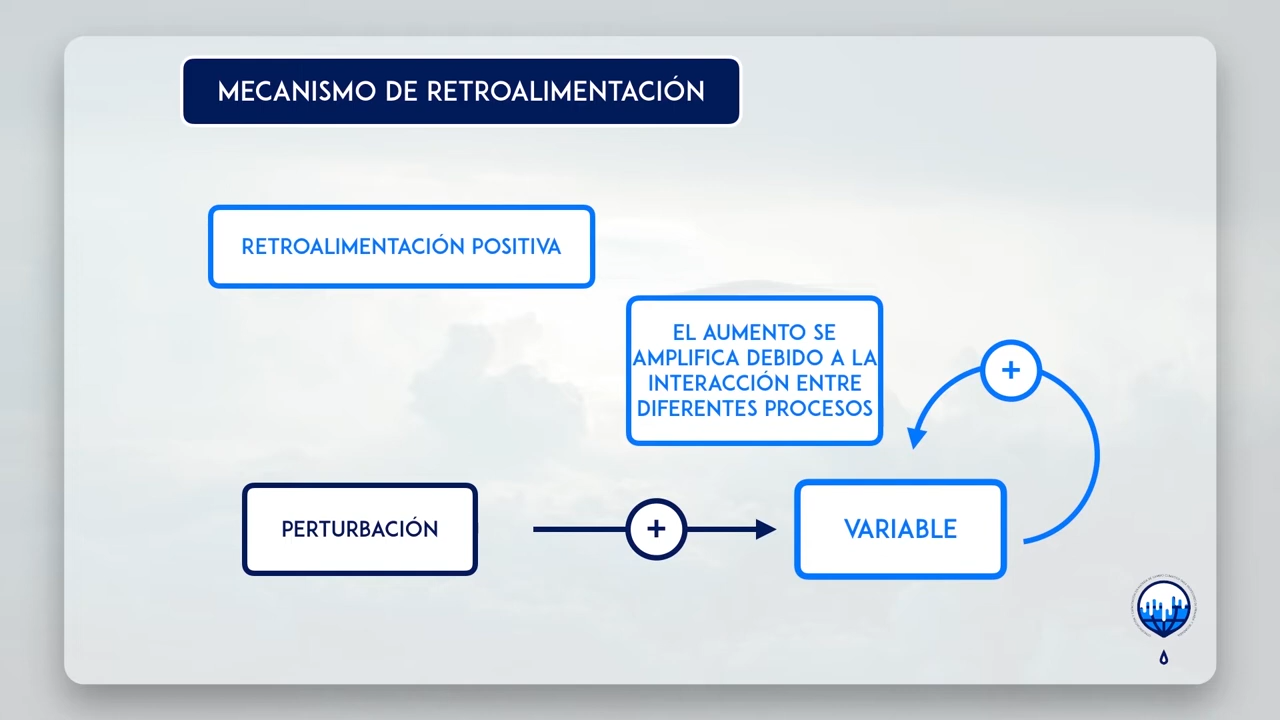 MECANISMO DE RETROALIMENTACIÓN
RETROALIMENTACIÓN POSITIVA
EL AUMENTO SE
AMPLIFICA DEBIDO A LA
INTERACCIÓN ENTRE
DIFERENTES PROCESOS
+
PERTURBACIÓN
+
VARIABLE